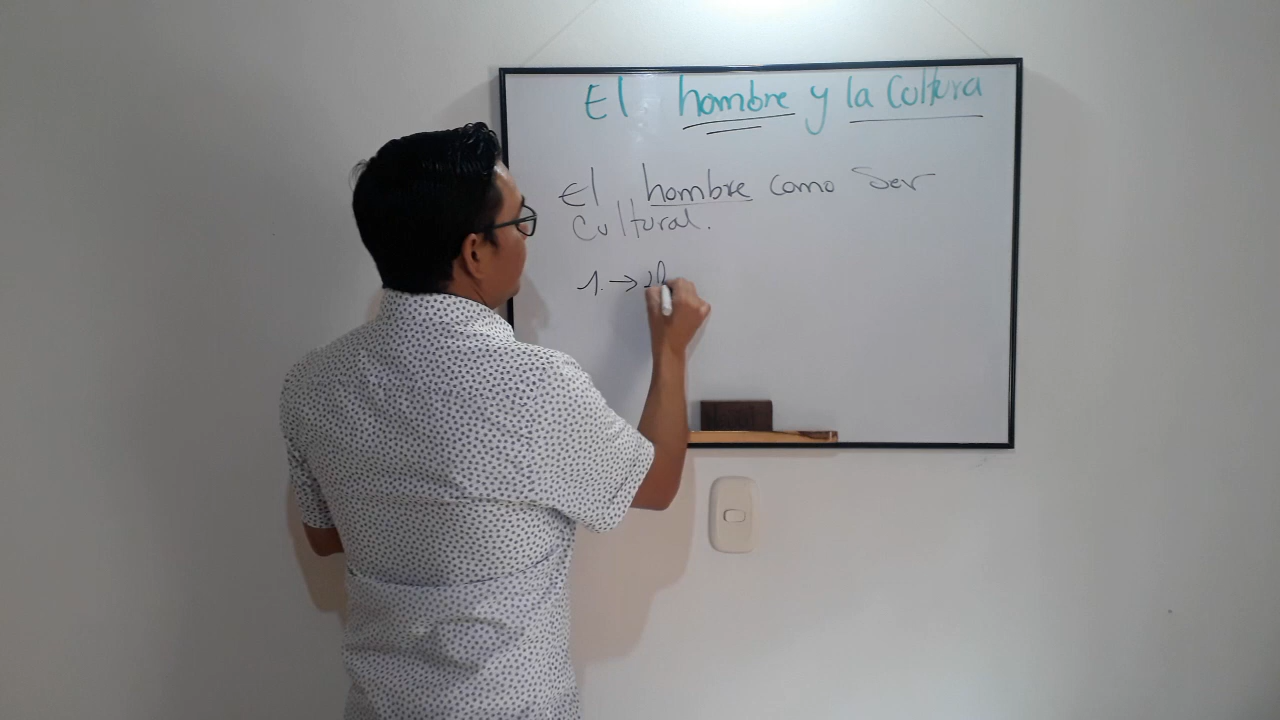 El hombre y la Cultura
El hombre como Ser
Cultural.
1. →